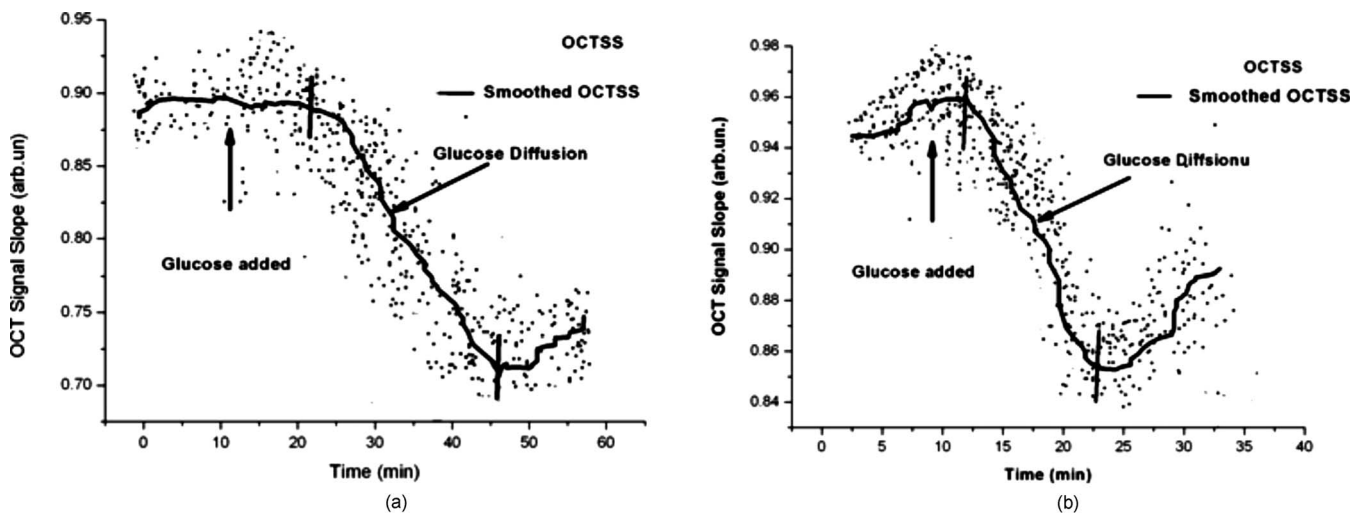 OCTSS
Smoothed OCTSS
Glucose Diffusion
Glucose added
OCT Signal Slope (arb.un)
0.95
0.90
0.85
0.80
0.75
0.70
0
10
20
30
40
50
60
Time (min)
(a)
OCTSS
Smoothed OCTSS
Glucose Diffsionu
Glucose added
OCT Signal Slope (arb.un.)
0.98
0.96
0.94
0.92
0.90
0.88
0.86
0.84
0
5
10
15
20
25
30
35
40
Time (min)
(b)